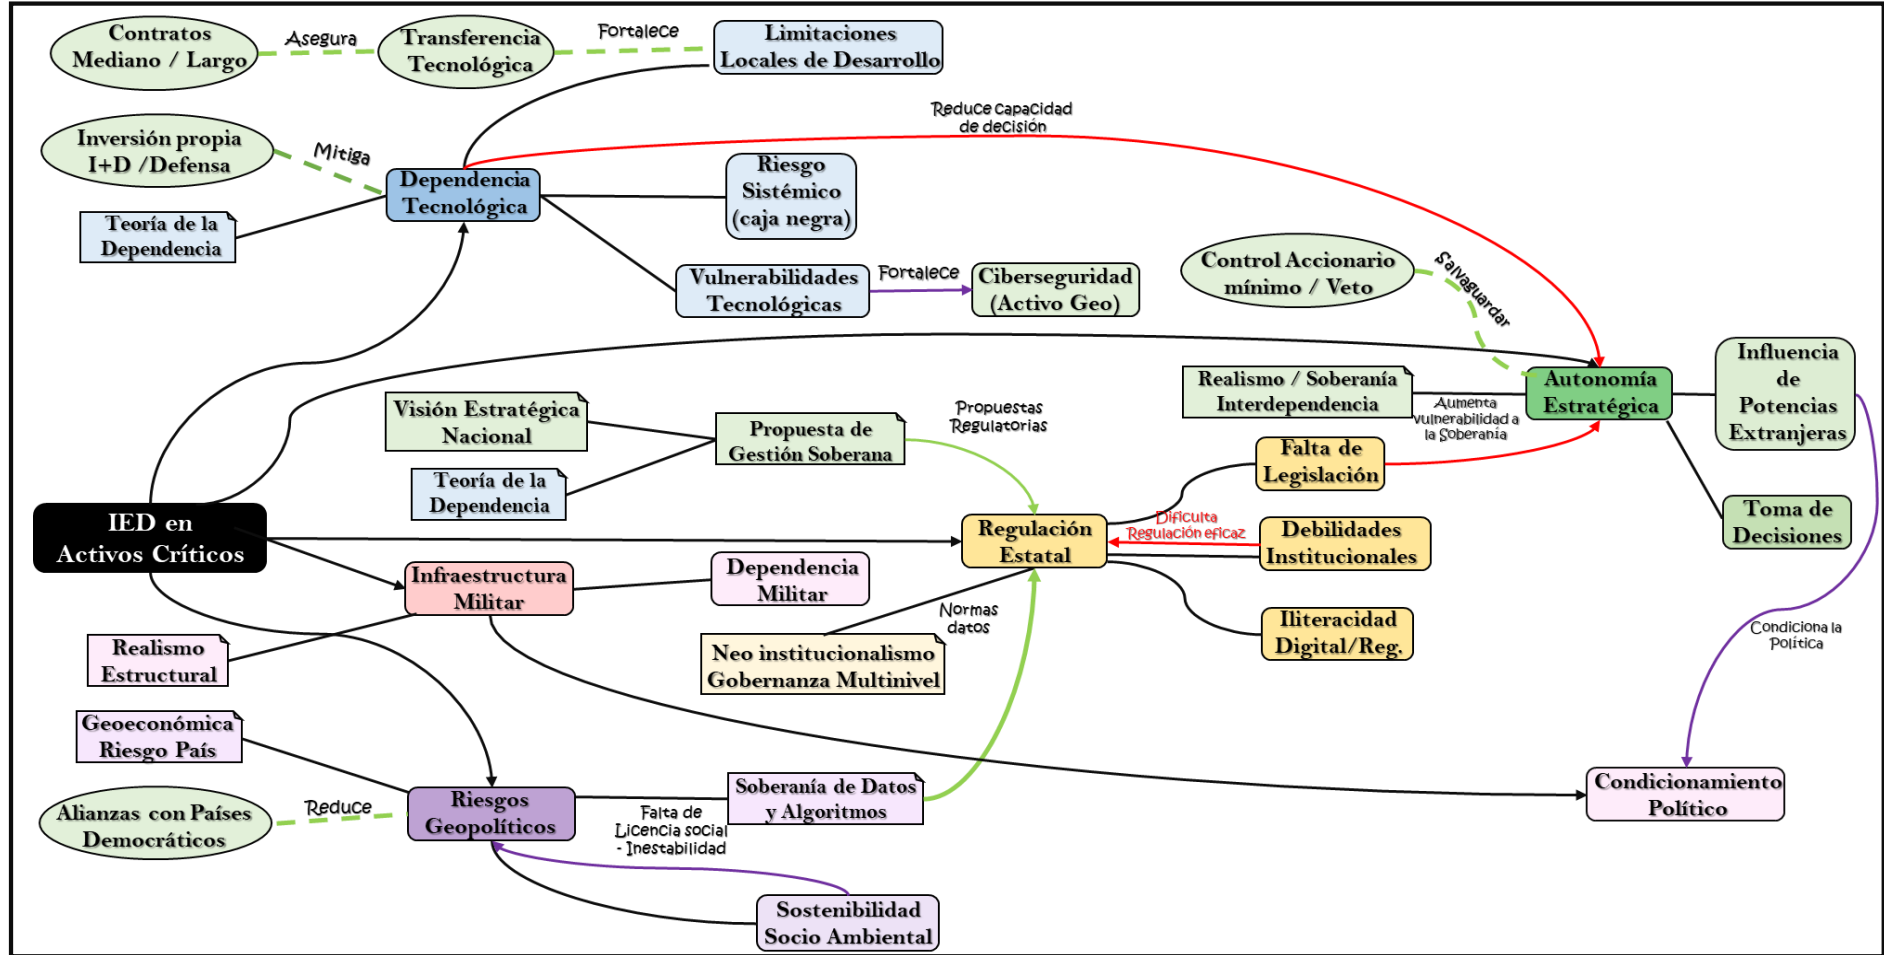 Contratos
Mediano / Largo
Asegura
Transferencia
Tecnológica
Fortalece
Limitaciones
Locales de Desarrollo
Reduce capacidad
de decisión
Inversión propia
I+D /Defensa
Mitiga
Dependencia
Tecnológica
Riesgo
Sistémico
(caja negra)
Teoría de la
Dependencia
Vulnerabilidades
Tecnológicas
Fortalece
Ciberseguridad
(Activo Geo)
Control Accionario
mínimo / Veto
Salvaguardar
Influencia
de
Potencias
Extranjeras
Realismo / Soberanía
Interdependencia
Autonomía
Estratégica
Aumenta
Vulnerabilidad a
la Soberanía
Visión Estratégica
Nacional
Propuesta de
Gestión Soberana
Propuestas
Regulatorias
Teoría de la
Dependencia
Falta de
Legislación
Toma de
Decisiones
IED en
Activos Críticos
Regulación
Estatal
Dificulta
Regulación eficaz
Debilidades
Institucionales
Infraestructura
Militar
Dependencia
Militar
Normas
datos
Iliteracidad
Digital/Reg.
Condiciona la
Política
Realismo
Estructural
Neo institucionalismo
Gobernanza Multinivel
Geoeconómica
Riesgo País
Riesgos
Geopolíticos
Soberanía de Datos
y Algoritmos
Condicionamiento
Político
Alianzas con Países
Democráticos
Reduce
Falta de
Licencia social
- Inestabilidad
Sostenibilidad
Socio Ambiental